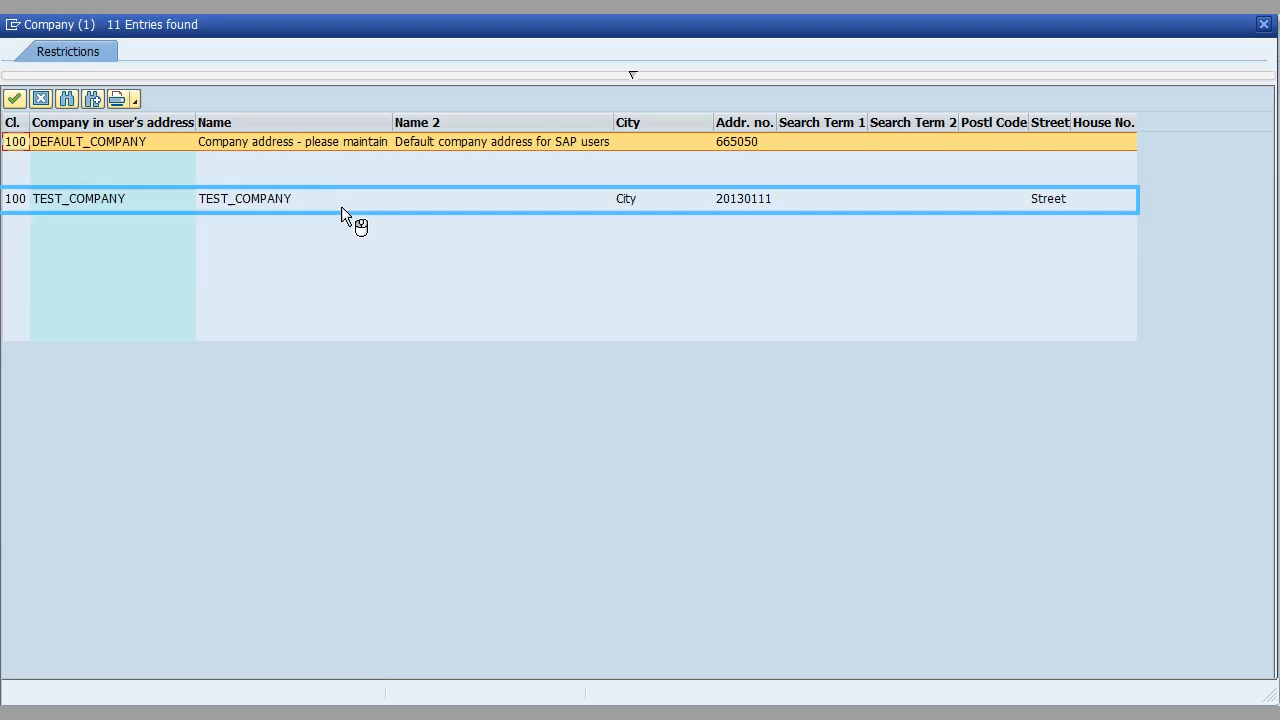 Company (1)   11 Entries found
Restrictions
Cl. Company in user's address Name Name 2 City Addr. no. Search Term 1 Search Term 2 Postl Code Street House No.
100 DEFAULT_COMPANY Company address - please maintain Default company address for SAP users 665050
100 TEST_COMPANY TEST_COMPANY City 20130111 Street